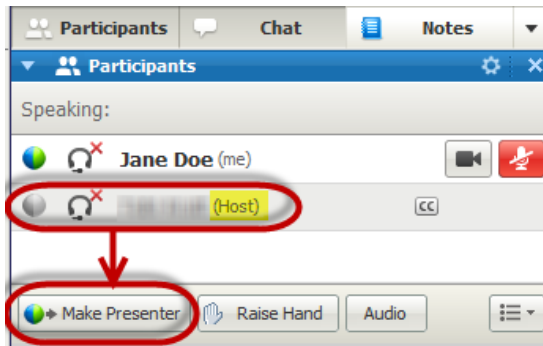 Participants Chat Notes
Participants
Speaking:
Jane Doe (me)
(Host) CC
Make Presenter Raise Hand Audio